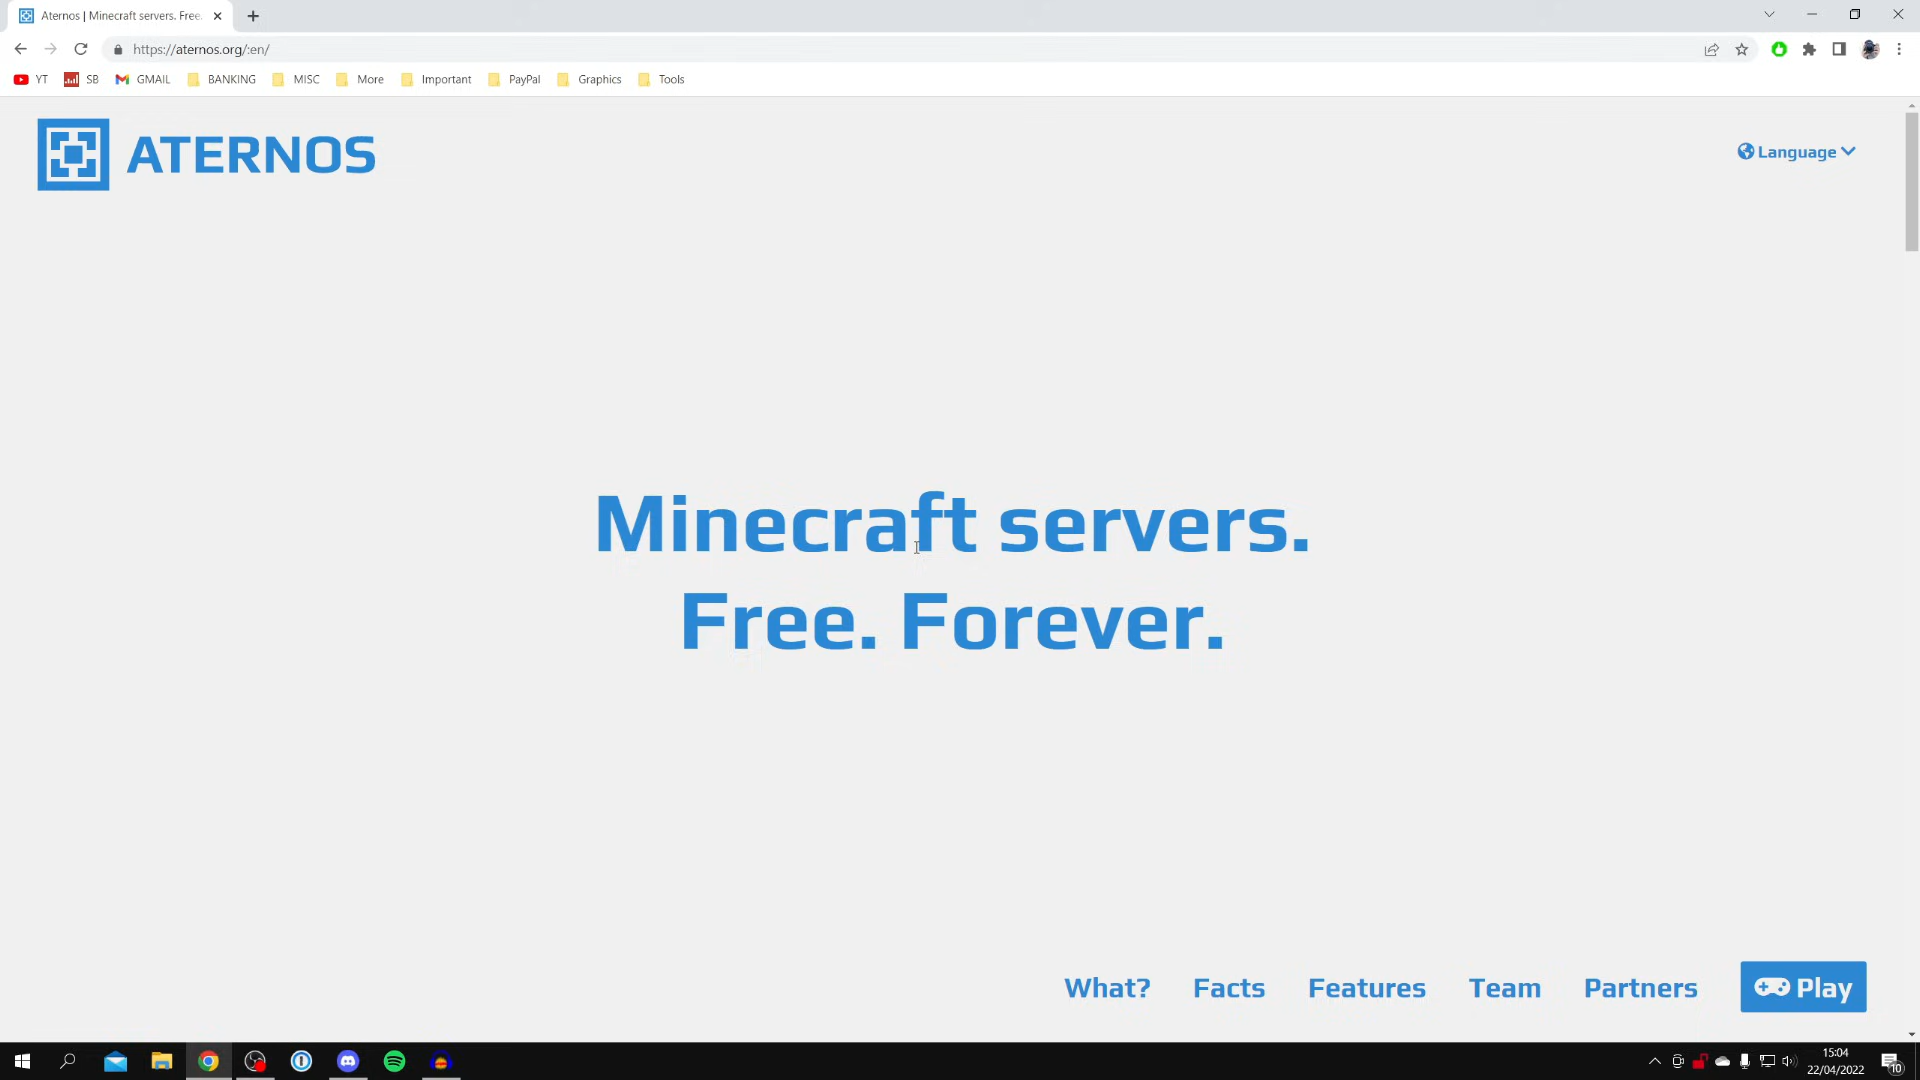 Aternos | Minecraft servers. Free.
https://aternos.org/:en/
YT SB GMAIL BANKING MISC More Important PayPal Graphics Tools
ATERNOS
Language
Minecraft servers.
Free. Forever.
What? Facts Features Team Partners Play
15:04
22/04/2022
10